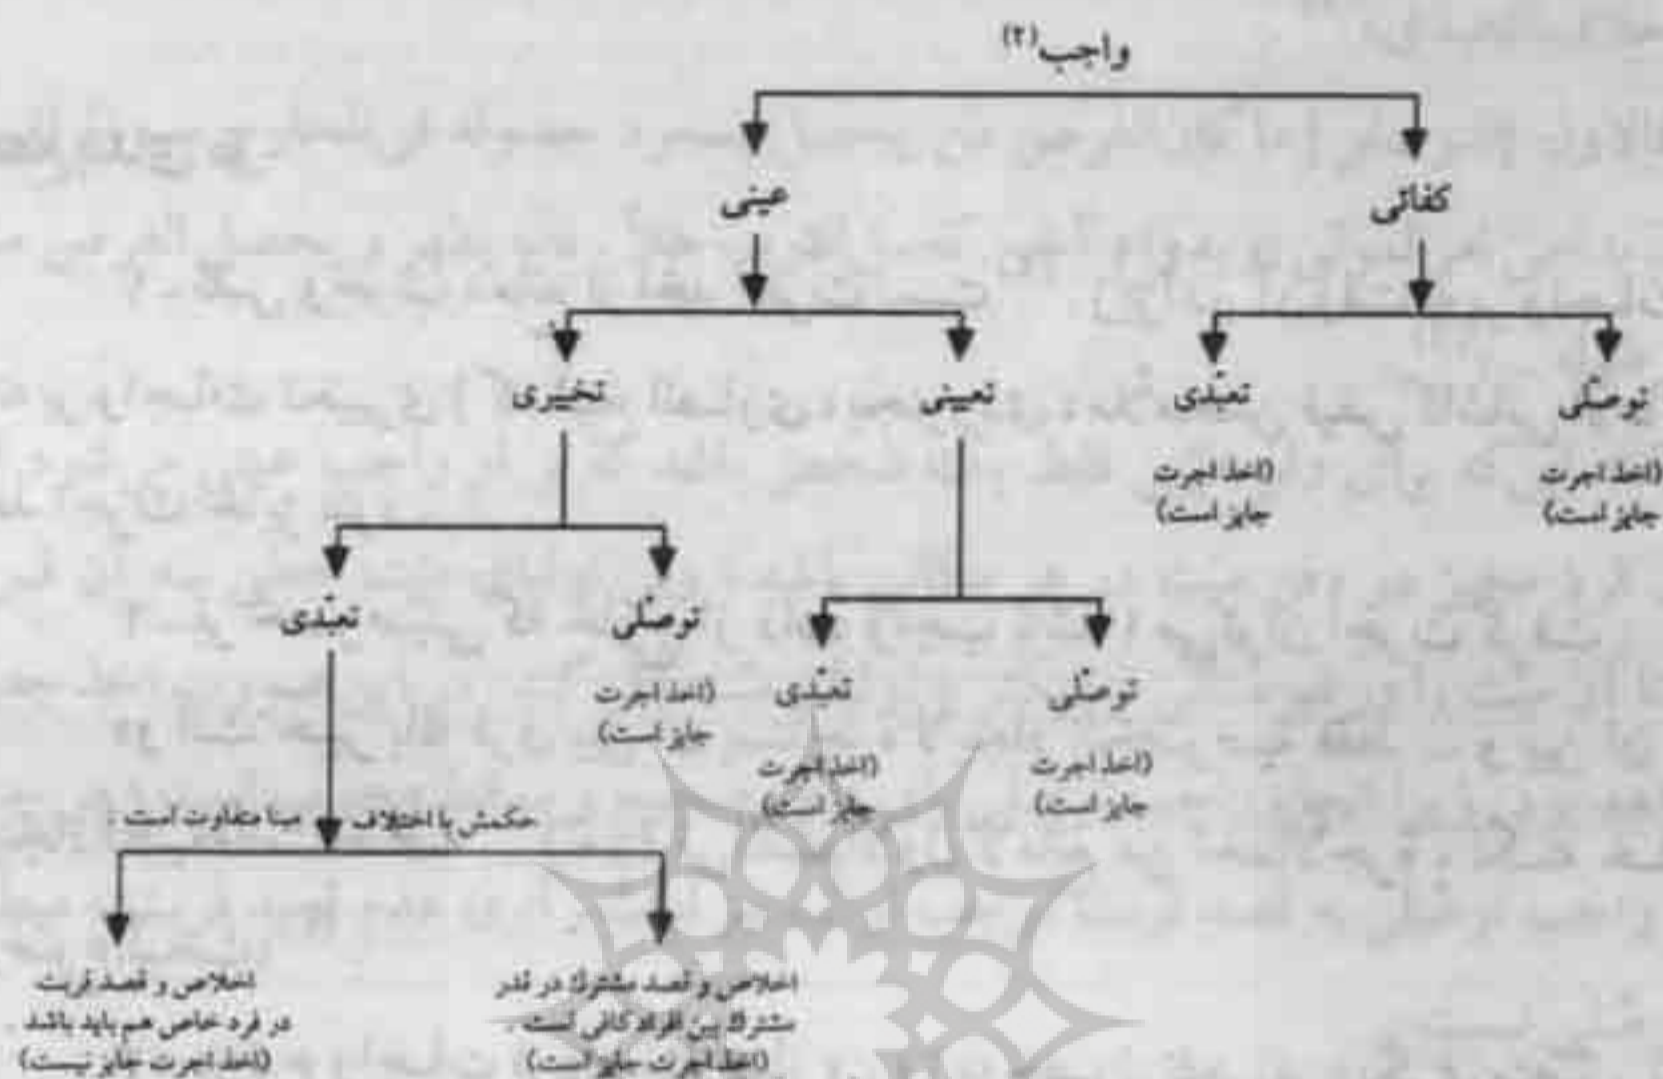 واجب(۲)
کفائی
عینی
توصّلی
تعبّدی
تعیینی
تخییری
(اخذ اجرت
جایز است)
(اخذ اجرت
جایز است)
توصّلی
تعبّدی
(اخذ اجرت
جایز است)
توصّلی
تعبّدی
(اخذ اجرت
جایز است)
(اخذ اجرت
جایز است)
حکمش با اختلاف مبنا متفاوت است .
اخلاص و قصد مشترک در قدر
مشترک بین افراد کافی است .
(اخذ اجرت جایز است)
اخلاص و قصد قربت
در فرد خاص هم باید باشد .
(اخذ اجرت جایز نیست)